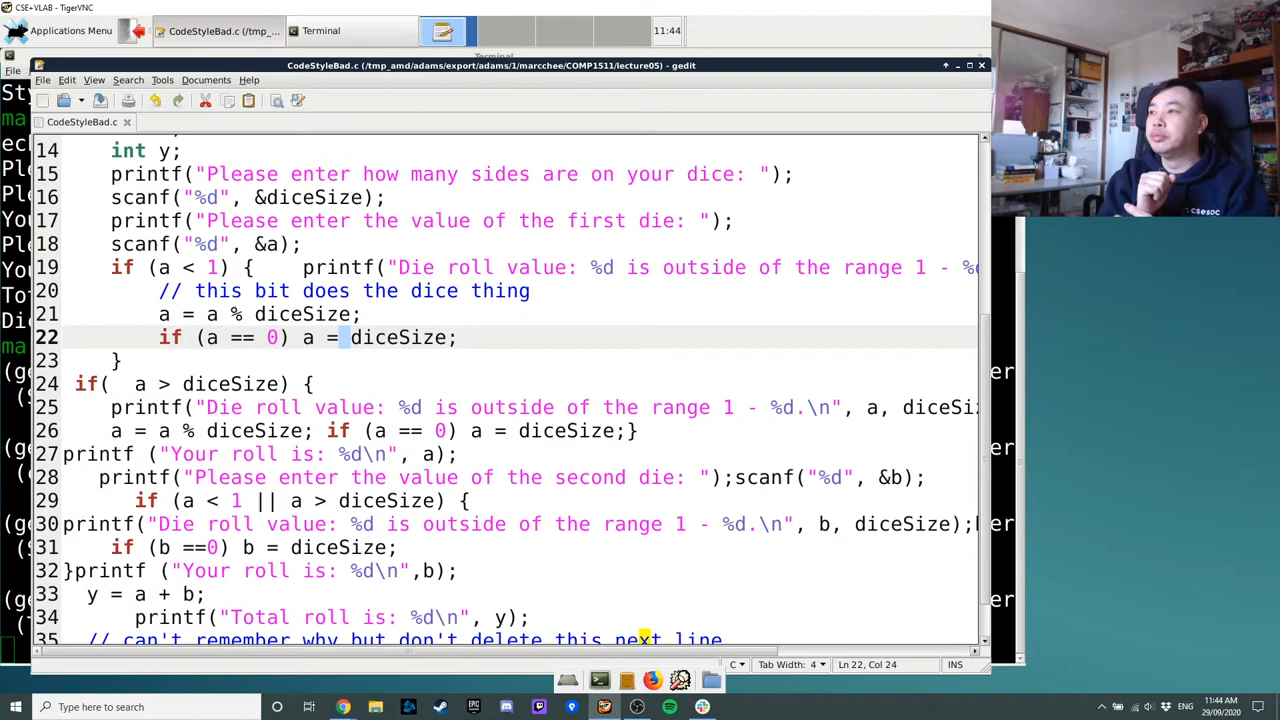 CSE+VLAB - TigerVNC
Applications Menu
CodeStyleBad.c (/tmp_...
Terminal
11:44
Terminal
CodeStyleBad.c (/tmp_amd/adams/export/adams/1/marcchee/COMP1511/lecture05) - gedit
File
File Edit View Search Tools Documents Help
CodeStyleBad.c
14 int y;
15 printf("Please enter how many sides are on your dice: ");
16 scanf("%d", &diceSize);
17 printf("Please enter the value of the first die: ");
18 scanf("%d", &a);
19 if (a < 1) { printf("Die roll value: %d is outside of the range 1 - %d
20 // this bit does the dice thing
21 a = a % diceSize;
22 if (a == 0) a = diceSize;
23 }
24 if( a > diceSize) {
25 printf("Die roll value: %d is outside of the range 1 - %d.\n", a, diceSiz
26 a = a % diceSize; if (a == 0) a = diceSize;}
27 printf ("Your roll is: %d\n", a);
28 printf("Please enter the value of the second die: ");scanf("%d", &b);
29 if (a < 1 || a > diceSize) {
30 printf("Die roll value: %d is outside of the range 1 - %d.\n", b, diceSize);b
31 if (b ==0) b = diceSize;
32 }printf ("Your roll is: %d\n",b);
33 y = a + b;
34 printf("Total roll is: %d\n", y);
35 // can't remember why but don't delete this next line
C
Tab Width: 4
Ln 22, Col 24
INS
Type here to search
ENG
11:44 AM
29/09/2020
csesoc